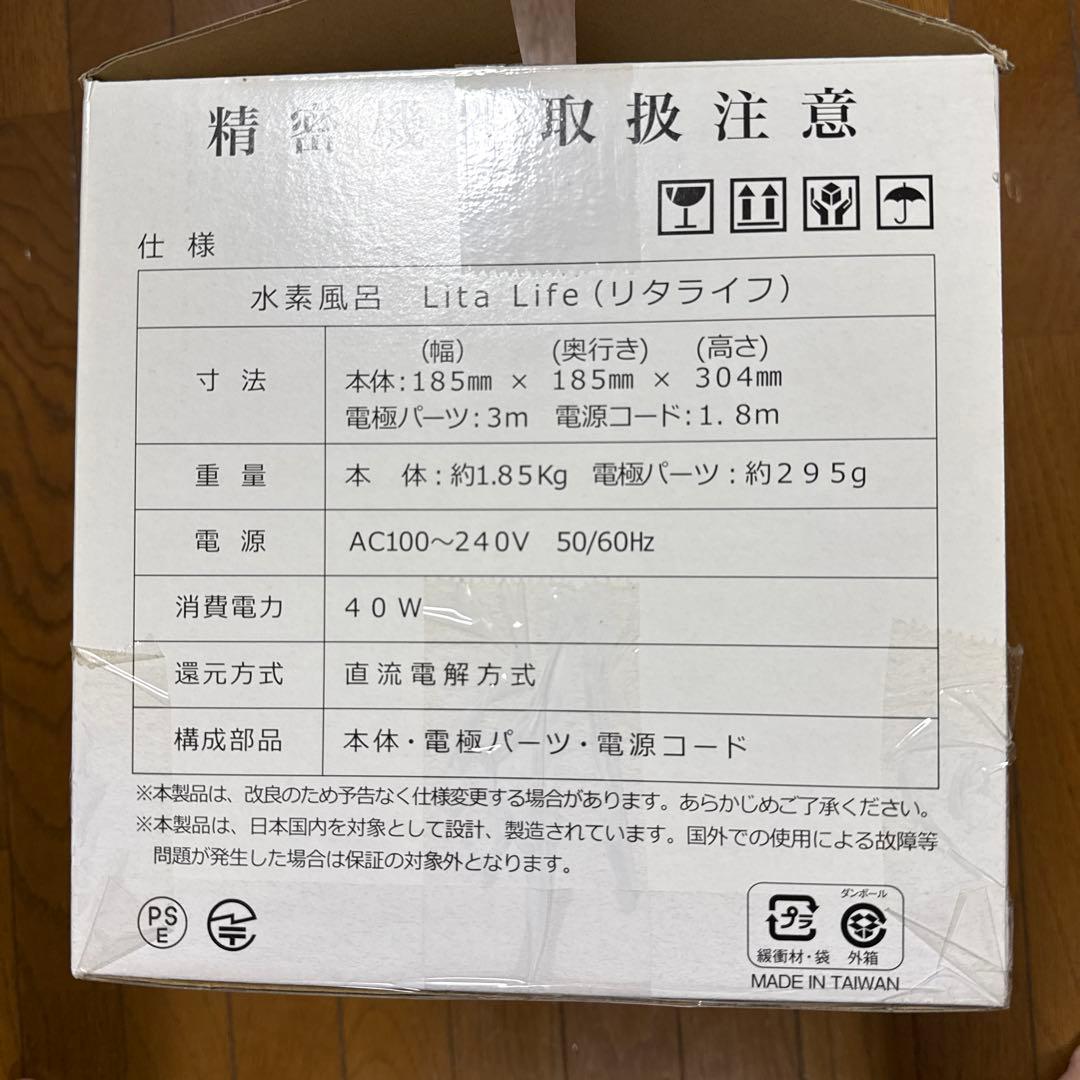 精密機器取扱注意
仕様
水素風呂 Lita Life(リタライフ)
寸法
(幅) (奥行き) (高さ)
本体:185㎜ × 185㎜ × 304㎜
電極パーツ:3m 電源コード:1.8m
重量 本体:約1.85Kg 電極パーツ:約295g
電源 AC100～240V 50/60Hz
消費電力 40W
還元方式 直流電解方式
構成部品 本体・電極パーツ・電源コード
※本製品は、改良のため予告なく仕様変更する場合があります。あらかじめご了承ください。
※本製品は、日本国内を対象として設計、製造されています。国外での使用による故障等
問題が発生した場合は保証の対象外となります。
PSE
ダンボール
プラ
緩衝材・袋 外箱
MADE IN TAIWAN